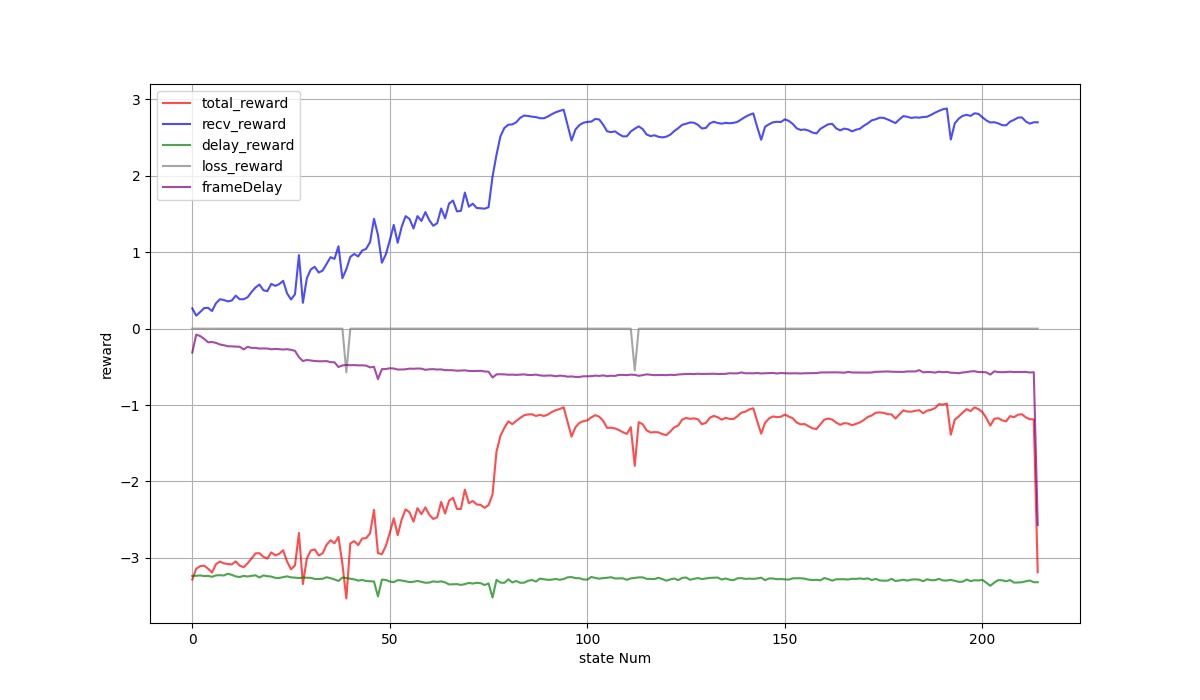 total_reward
recv_reward
delay_reward
loss_reward
frameDelay
3
2
1
0
−1
−2
−3
reward
0
50
100
150
200
state Num